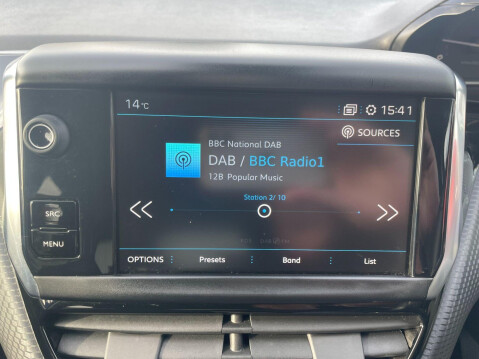 14°C
15:41
SOURCES
BBC National DAB
DAB / BBC Radio1
12B Popular Music
Station 2/ 10
SRC
MENU
OPTIONS
Presets
Band
List